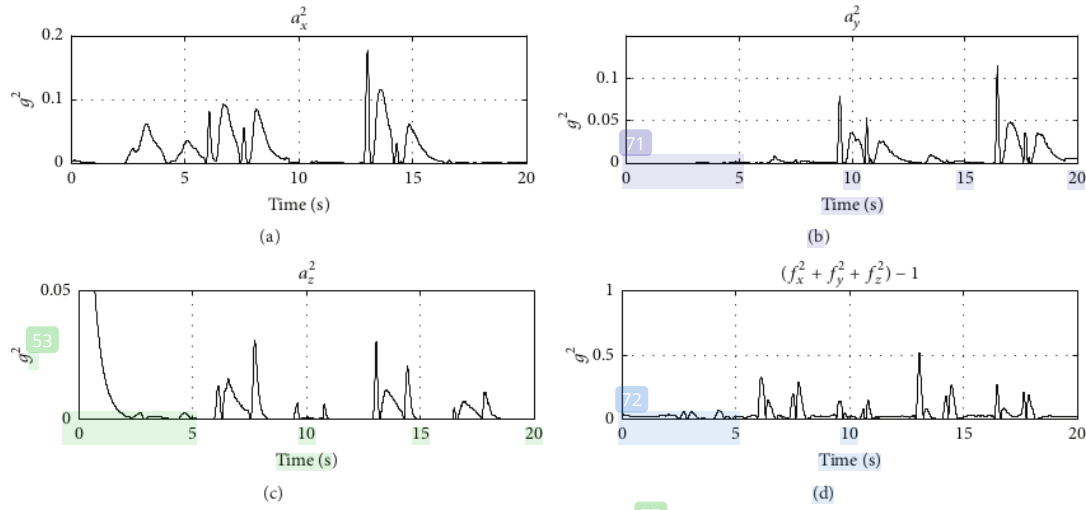 a_x^2
0.2
0.1
0
g^2
0 5 10 15 20
Time (s)
(a)
a_y^2
0.1
0.05
0
g^2
71
0 5 10 15 20
Time (s)
(b)
a_z^2
0.05
0
g^2
53
0 5 10 15 20
Time (s)
(c)
(f_x^2 + f_y^2 + f_z^2) − 1
1
0.5
0
g^2
72
0 5 10 15 20
Time (s)
(d)